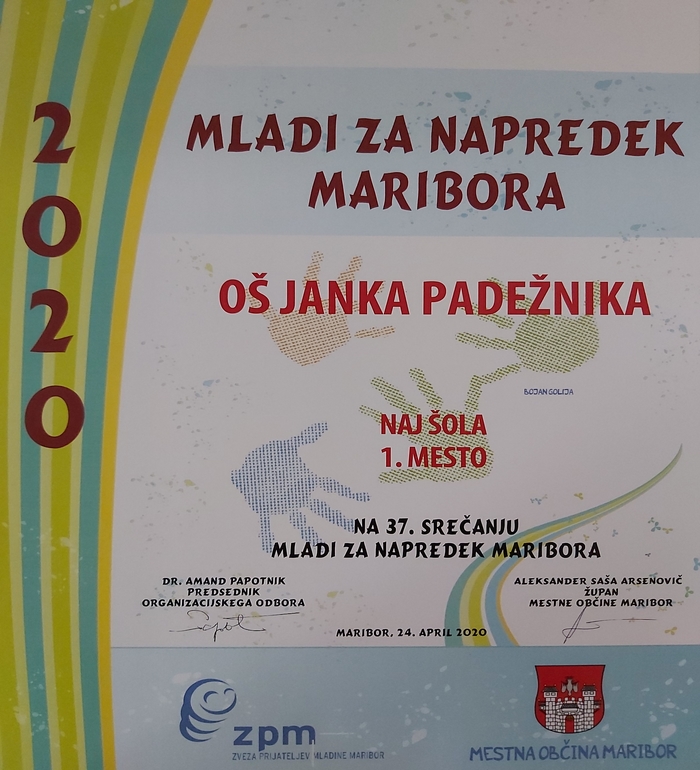 2020
MLADI ZA NAPREDEK
MARIBORA
OŠ JANKA PADEŽNIKA
BOJAN GOLIJA
NAJ ŠOLA
1. MESTO
NA 37. SREČANJU
MLADI ZA NAPREDEK MARIBORA
DR. AMAND PAPOTNIK
PREDSEDNIK
ORGANIZACIJSKEGA ODBORA
ALEKSANDER SAŠA ARSENOVIČ
ŽUPAN
MESTNE OBČINE MARIBOR
MARIBOR, 24. APRIL 2020
zpm
ZVEZA PRIJATELJEV MLADINE MARIBOR
MESTNA OBČINA MARIBOR